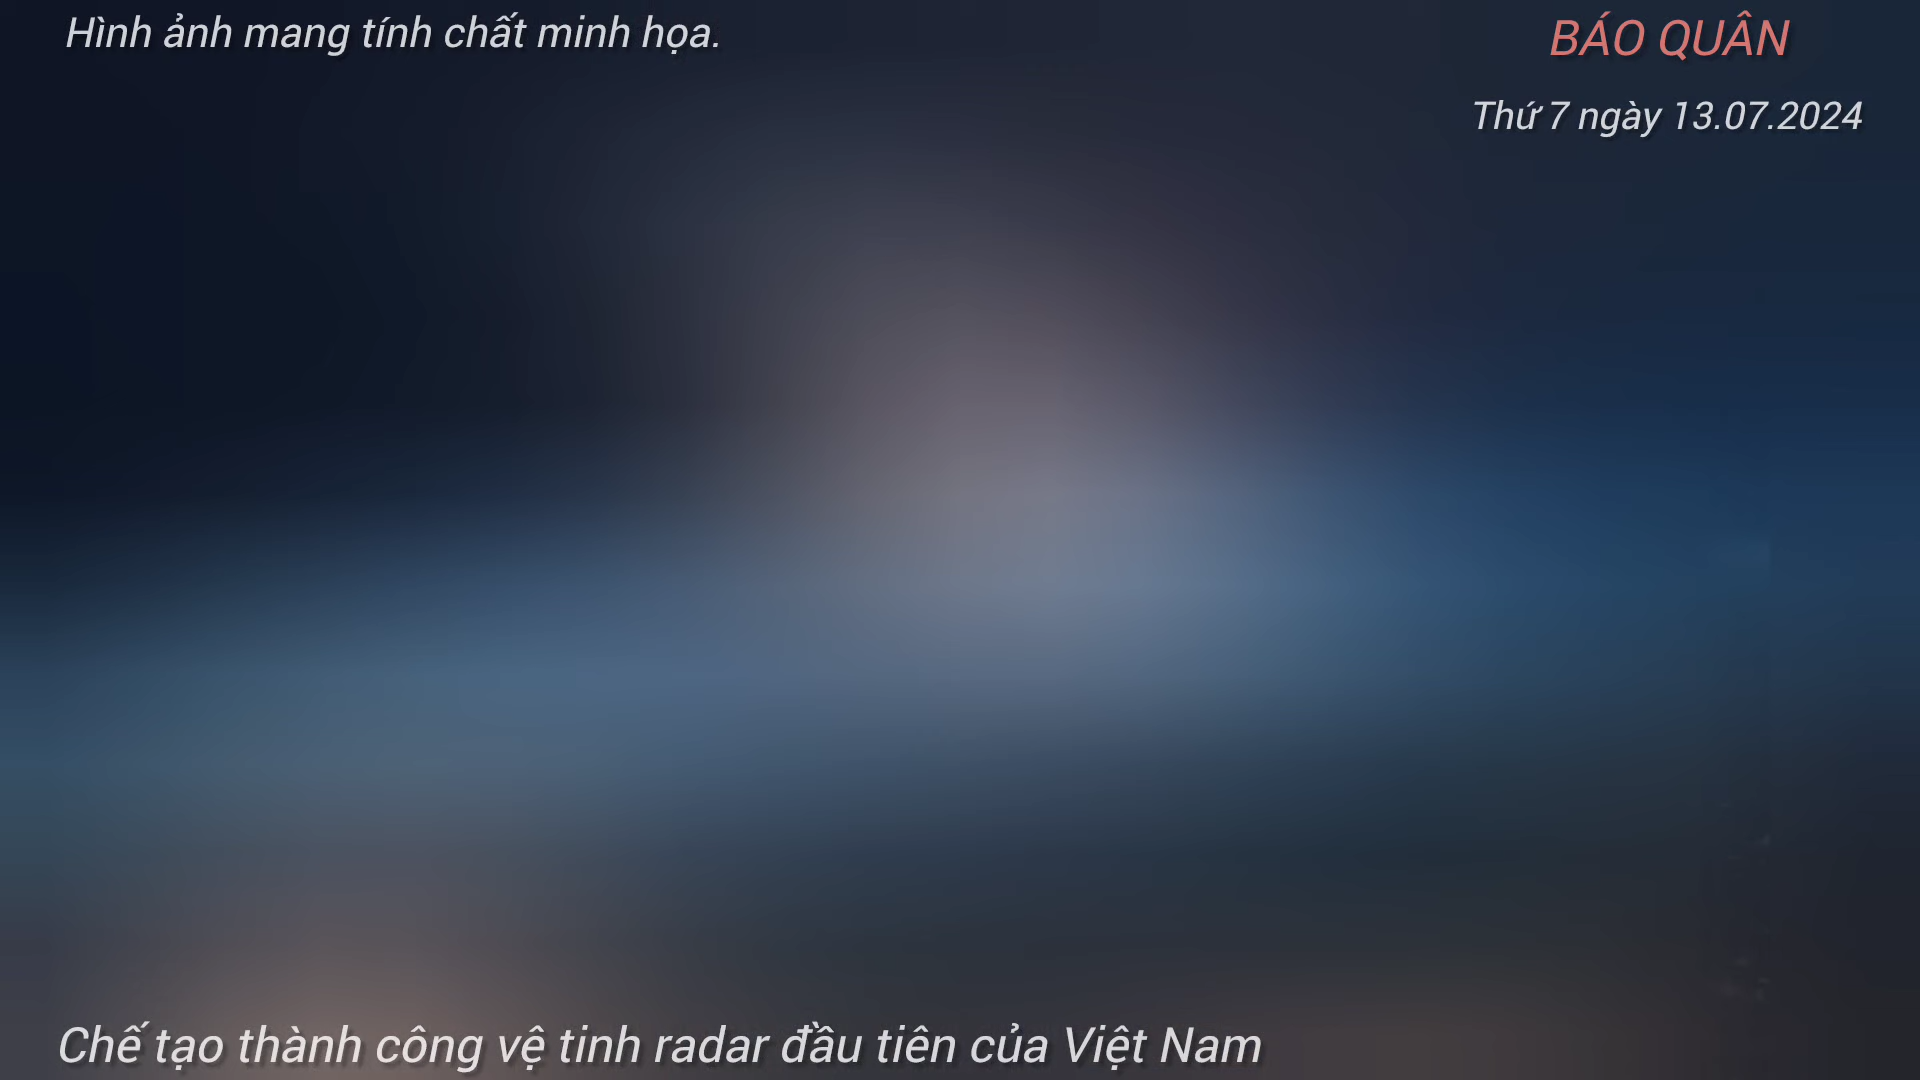 Hình ảnh mang tính chất minh họa.
BÁO QUÂN
Thứ 7 ngày 13.07.2024
Chế tạo thành công vệ tinh radar đầu tiên của Việt Nam